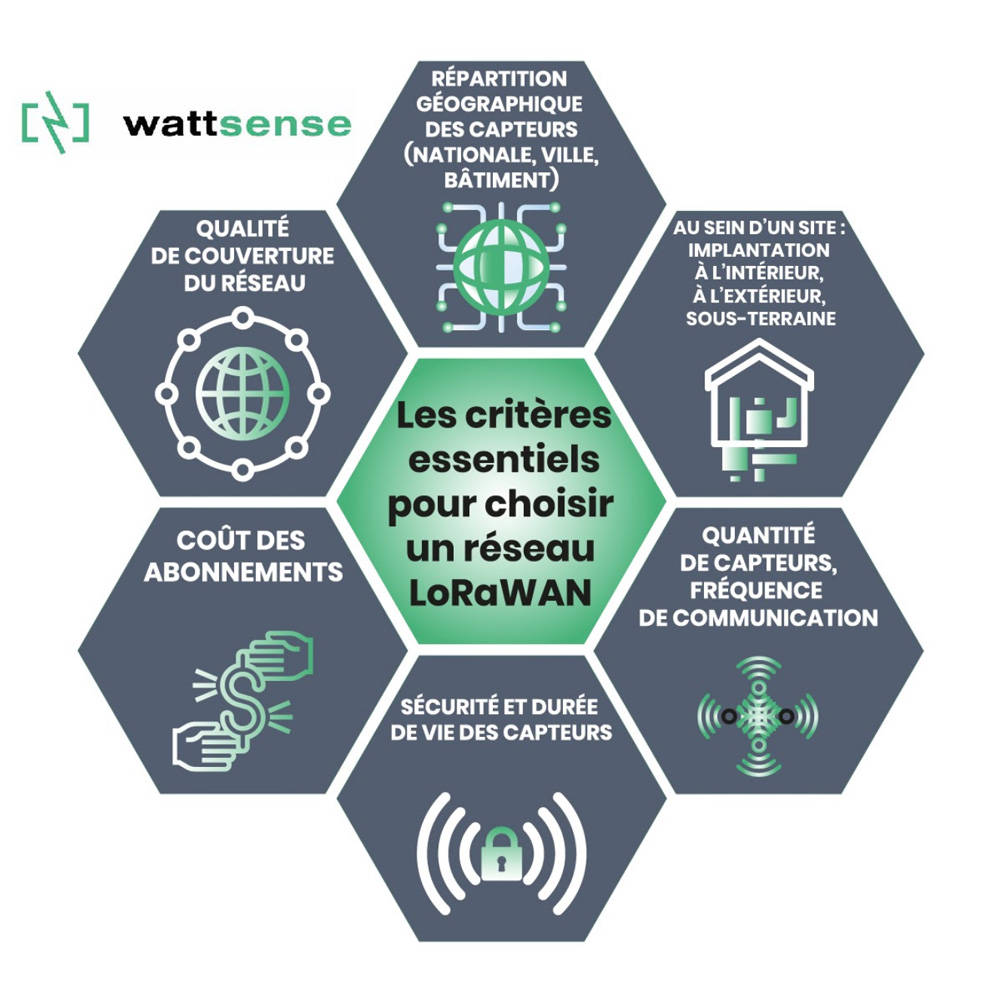 wattsense
RÉPARTITION
GÉOGRAPHIQUE
DES CAPTEURS
(NATIONALE, VILLE,
BÂTIMENT)
QUALITÉ
DE COUVERTURE
DU RÉSEAU
AU SEIN D'UN SITE :
IMPLANTATION
À L'INTÉRIEUR,
À L'EXTÉRIEUR,
SOUS-TERRAINE
Les critères
essentiels
pour choisir
un réseau
LoRaWAN
COÛT DES
ABONNEMENTS
QUANTITÉ
DE CAPTEURS,
FRÉQUENCE
DE COMMUNICATION
SÉCURITÉ ET DURÉE
DE VIE DES CAPTEURS